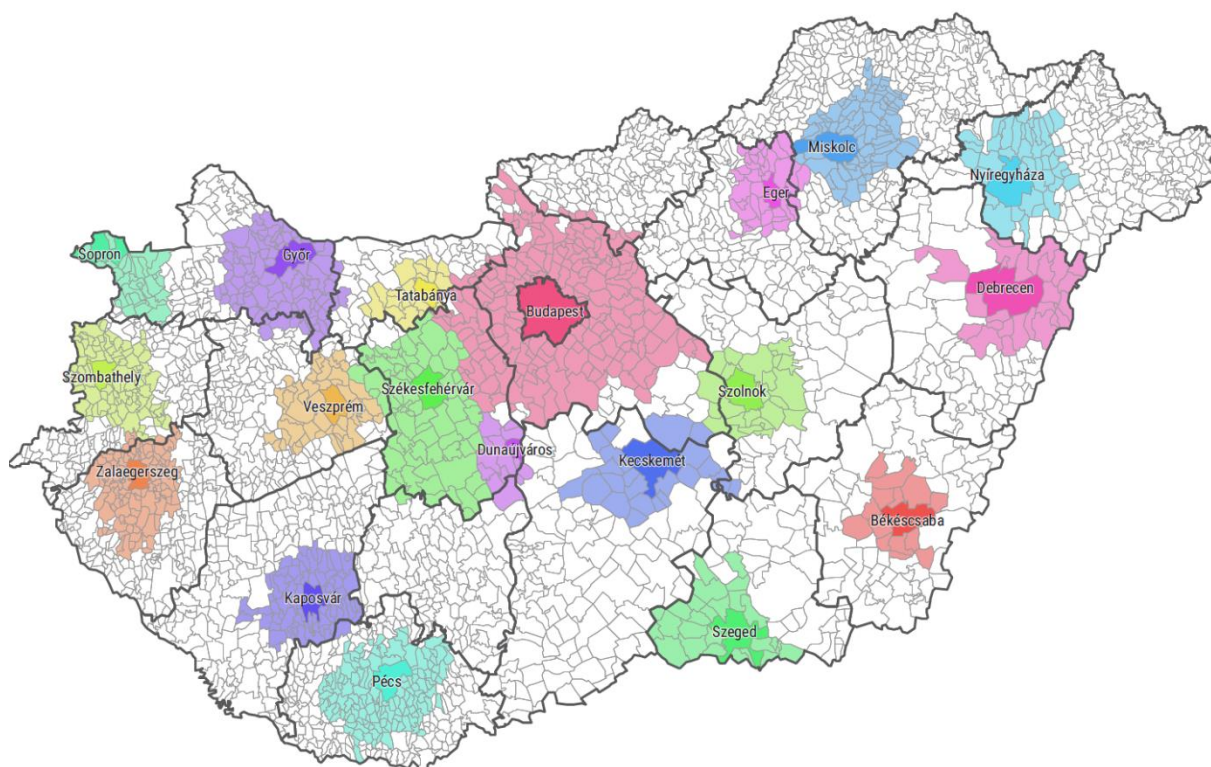 Miskolc
Nyíregyháza
Eger
Sopron
Győr
Debrecen
Tatabánya
Budapest
Szombathely
Székesfehérvár
Szolnok
Veszprém
Dunaújváros
Kecskemét
Zalaegerszeg
Békéscsaba
Kaposvár
Szeged
Pécs